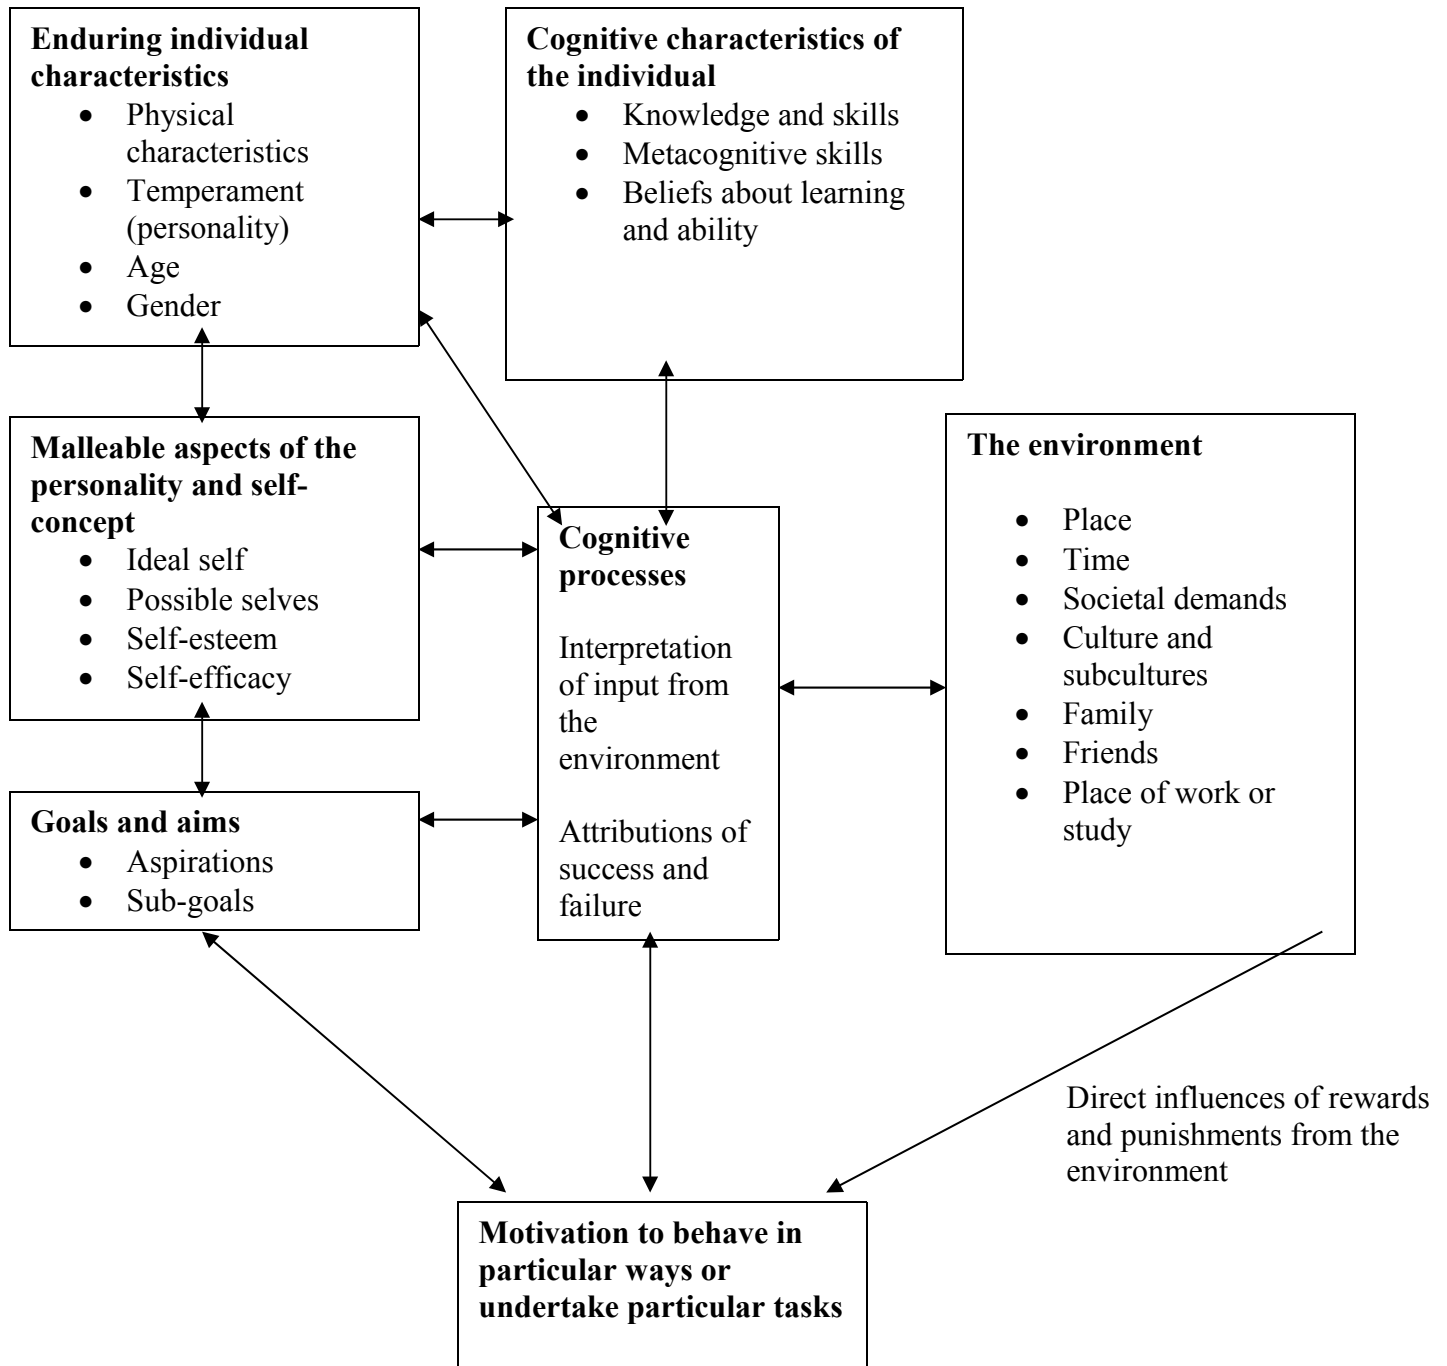 Enduring individual
characteristics
• Physical
characteristics
• Temperament
(personality)
• Age
• Gender
Cognitive characteristics of
the individual
• Knowledge and skills
• Metacognitive skills
• Beliefs about learning
and ability
Malleable aspects of the
personality and self-
concept
• Ideal self
• Possible selves
• Self-esteem
• Self-efficacy
Goals and aims
• Aspirations
• Sub-goals
Cognitive
processes
Interpretation
of input from
the
environment
Attributions of
success and
failure
The environment
• Place
• Time
• Societal demands
• Culture and
subcultures
• Family
• Friends
• Place of work or
study
Direct influences of rewards
and punishments from the
environment
Motivation to behave in
particular ways or
undertake particular tasks